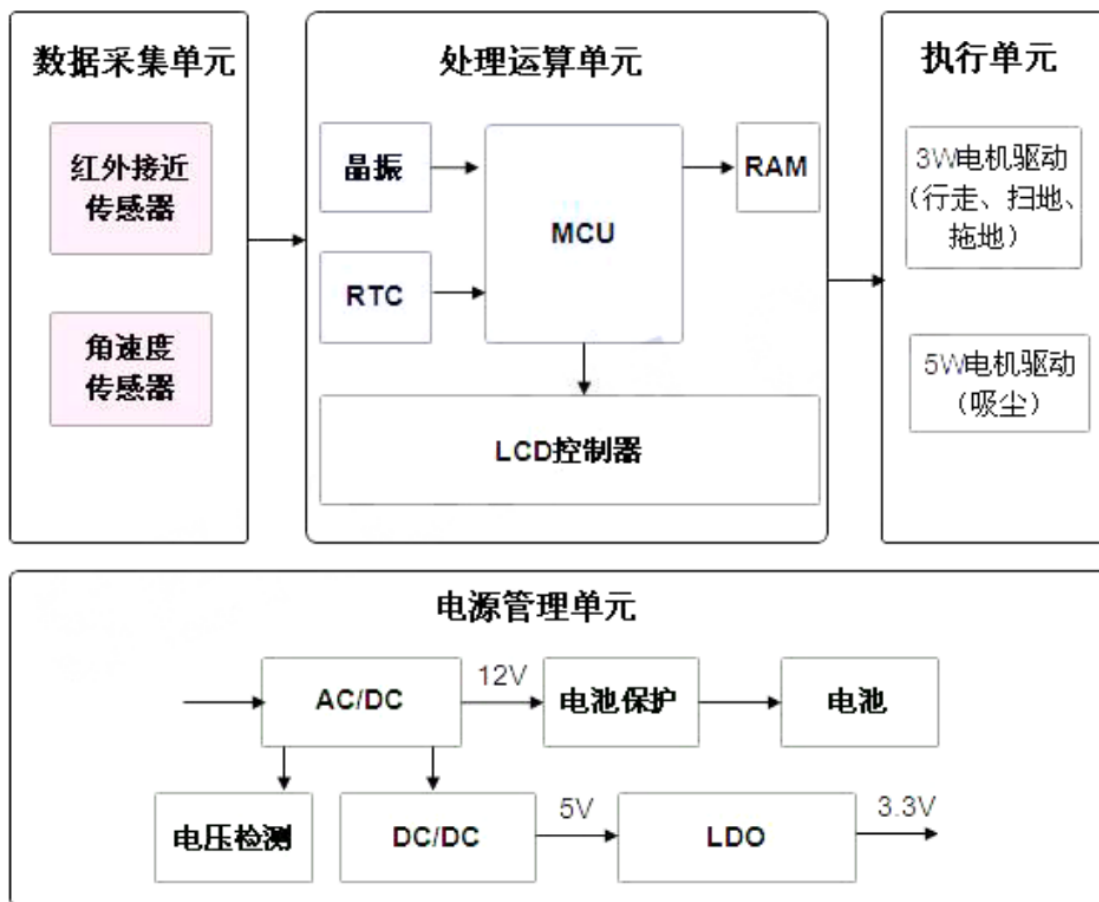 数据采集单元
红外接近
传感器
角速度
传感器
处理运算单元
晶振
RTC
MCU
RAM
LCD控制器
执行单元
3W电机驱动
（行走、扫地、
拖地）
5W电机驱动
（吸尘）
电源管理单元
AC/DC
12V
电池保护
电池
电压检测
DC/DC
5V
LDO
3.3V